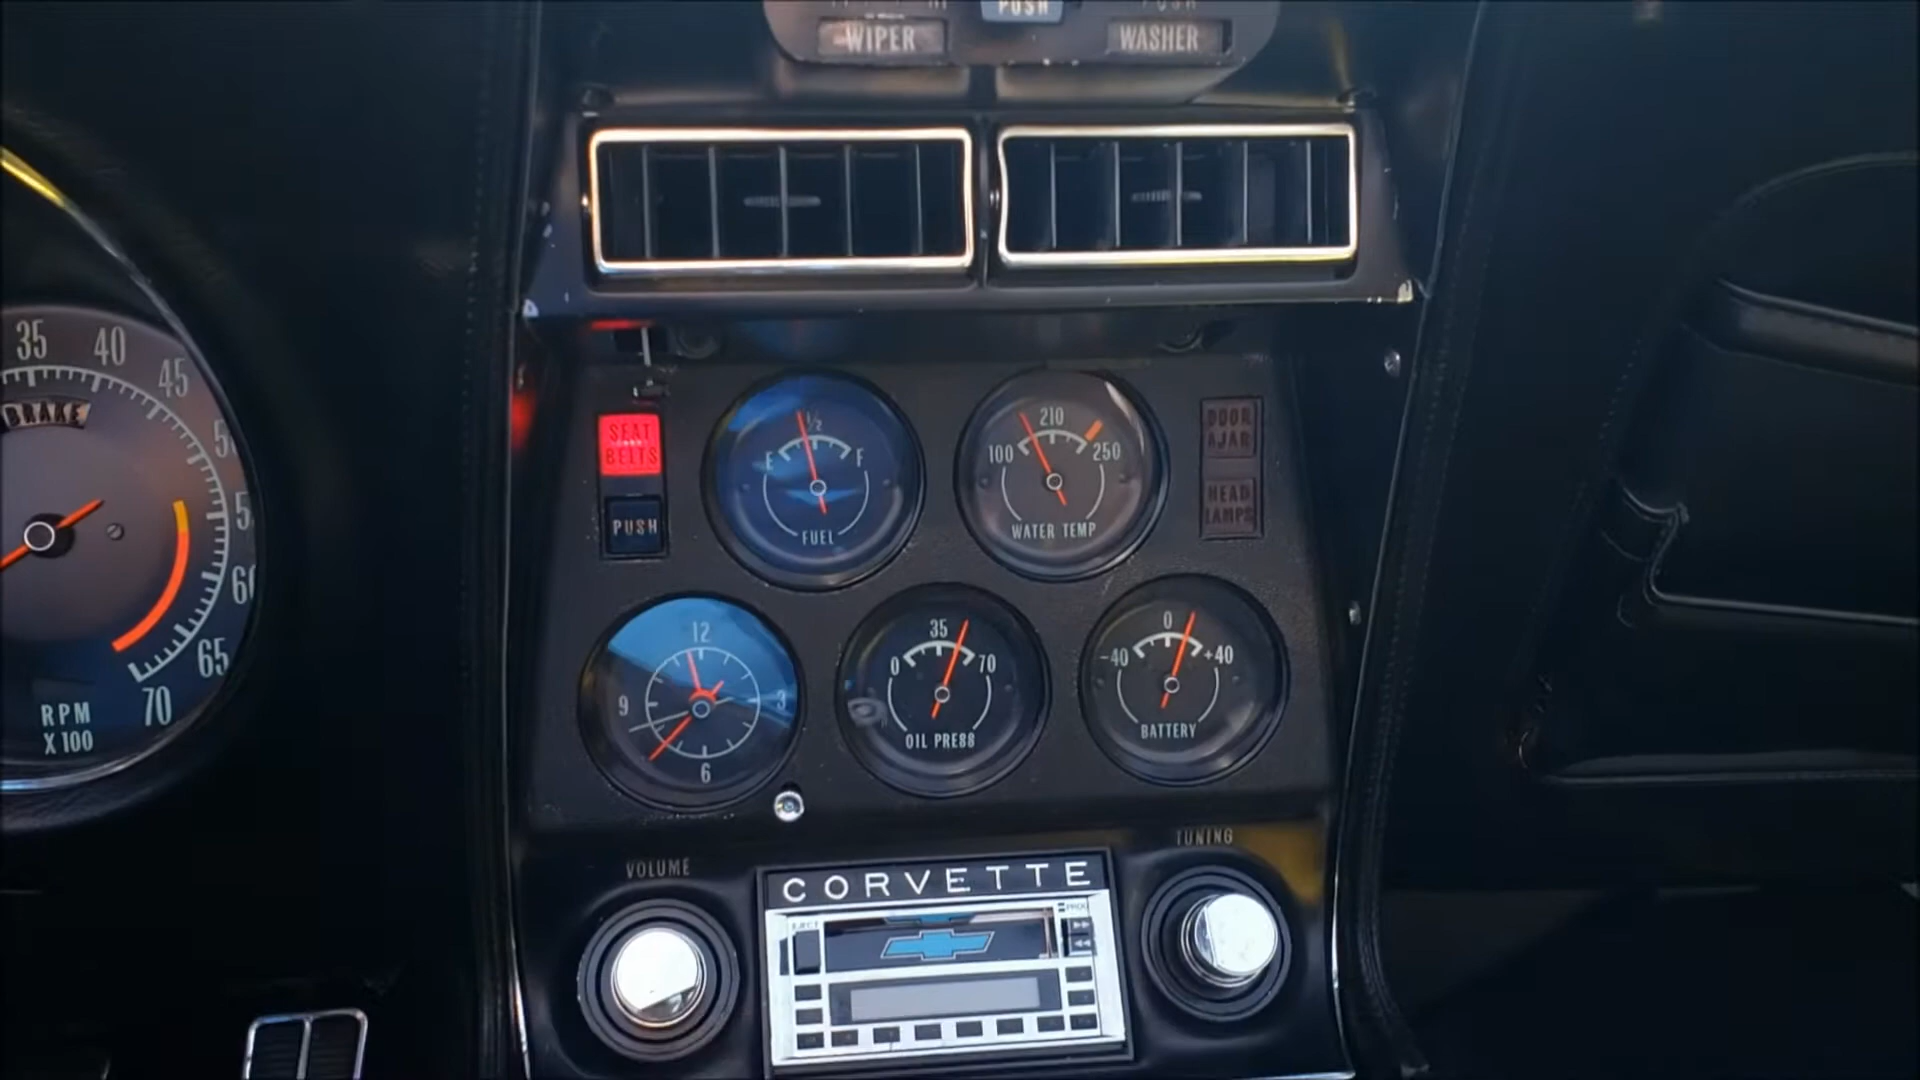 PUSH
WIPER
WASHER
35
40
45
BRAKE
65
70
RPM
X 100
SEAT
BELTS
PUSH
½
E
F
FUEL
210
100
250
WATER TEMP
DOOR
AJAR
HEAD
LAMPS
12
9
3
6
35
0
70
OIL PRESS
0
-40
+40
BATTERY
VOLUME
CORVETTE
TUNING
EJECT
PROG